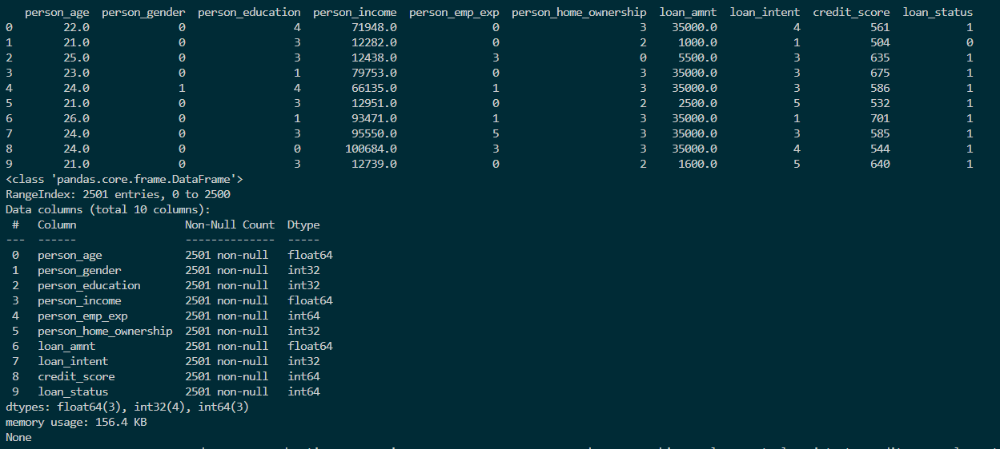 person_age  person_gender  person_education  person_income  person_emp_exp  person_home_ownership  loan_amnt  loan_intent  credit_score  loan_status
0        22.0              0                 4        71948.0               0                      3    35000.0            4           561            1
1        21.0              0                 3        12282.0               0                      2     1000.0            1           504            0
2        25.0              0                 3        12438.0               3                      0     5500.0            3           635            1
3        23.0              0                 1        79753.0               0                      3    35000.0            3           675            1
4        24.0              1                 4        66135.0               1                      3    35000.0            3           586            1
5        21.0              0                 3        12951.0               0                      2     2500.0            5           532            1
6        26.0              0                 1        93471.0               1                      3    35000.0            1           701            1
7        24.0              0                 3        95550.0               5                      3    35000.0            3           585            1
8        24.0              0                 0       100684.0               3                      3    35000.0            4           544            1
9        21.0              0                 3        12739.0               0                      2     1600.0            5           640            1
<class 'pandas.core.frame.DataFrame'>
RangeIndex: 2501 entries, 0 to 2500
Data columns (total 10 columns):
 #   Column                 Non-Null Count  Dtype
---  ------                 --------------  -----
 0   person_age             2501 non-null   float64
 1   person_gender          2501 non-null   int32
 2   person_education       2501 non-null   int32
 3   person_income          2501 non-null   float64
 4   person_emp_exp         2501 non-null   int64
 5   person_home_ownership  2501 non-null   int32
 6   loan_amnt              2501 non-null   float64
 7   loan_intent            2501 non-null   int32
 8   credit_score           2501 non-null   int64
 9   loan_status            2501 non-null   int64
dtypes: float64(3), int32(4), int64(3)
memory usage: 156.4 KB
None